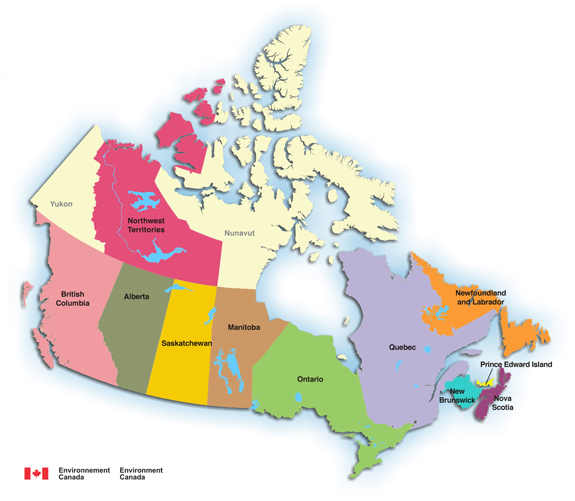 Yukon
Northwest
Territories
Nunavut
British
Columbia
Alberta
Saskatchewan
Manitoba
Ontario
Quebec
Newfoundland
and Labrador
Prince Edward Island
New
Brunswick
Nova
Scotia
Environnement
Canada
Environment
Canada